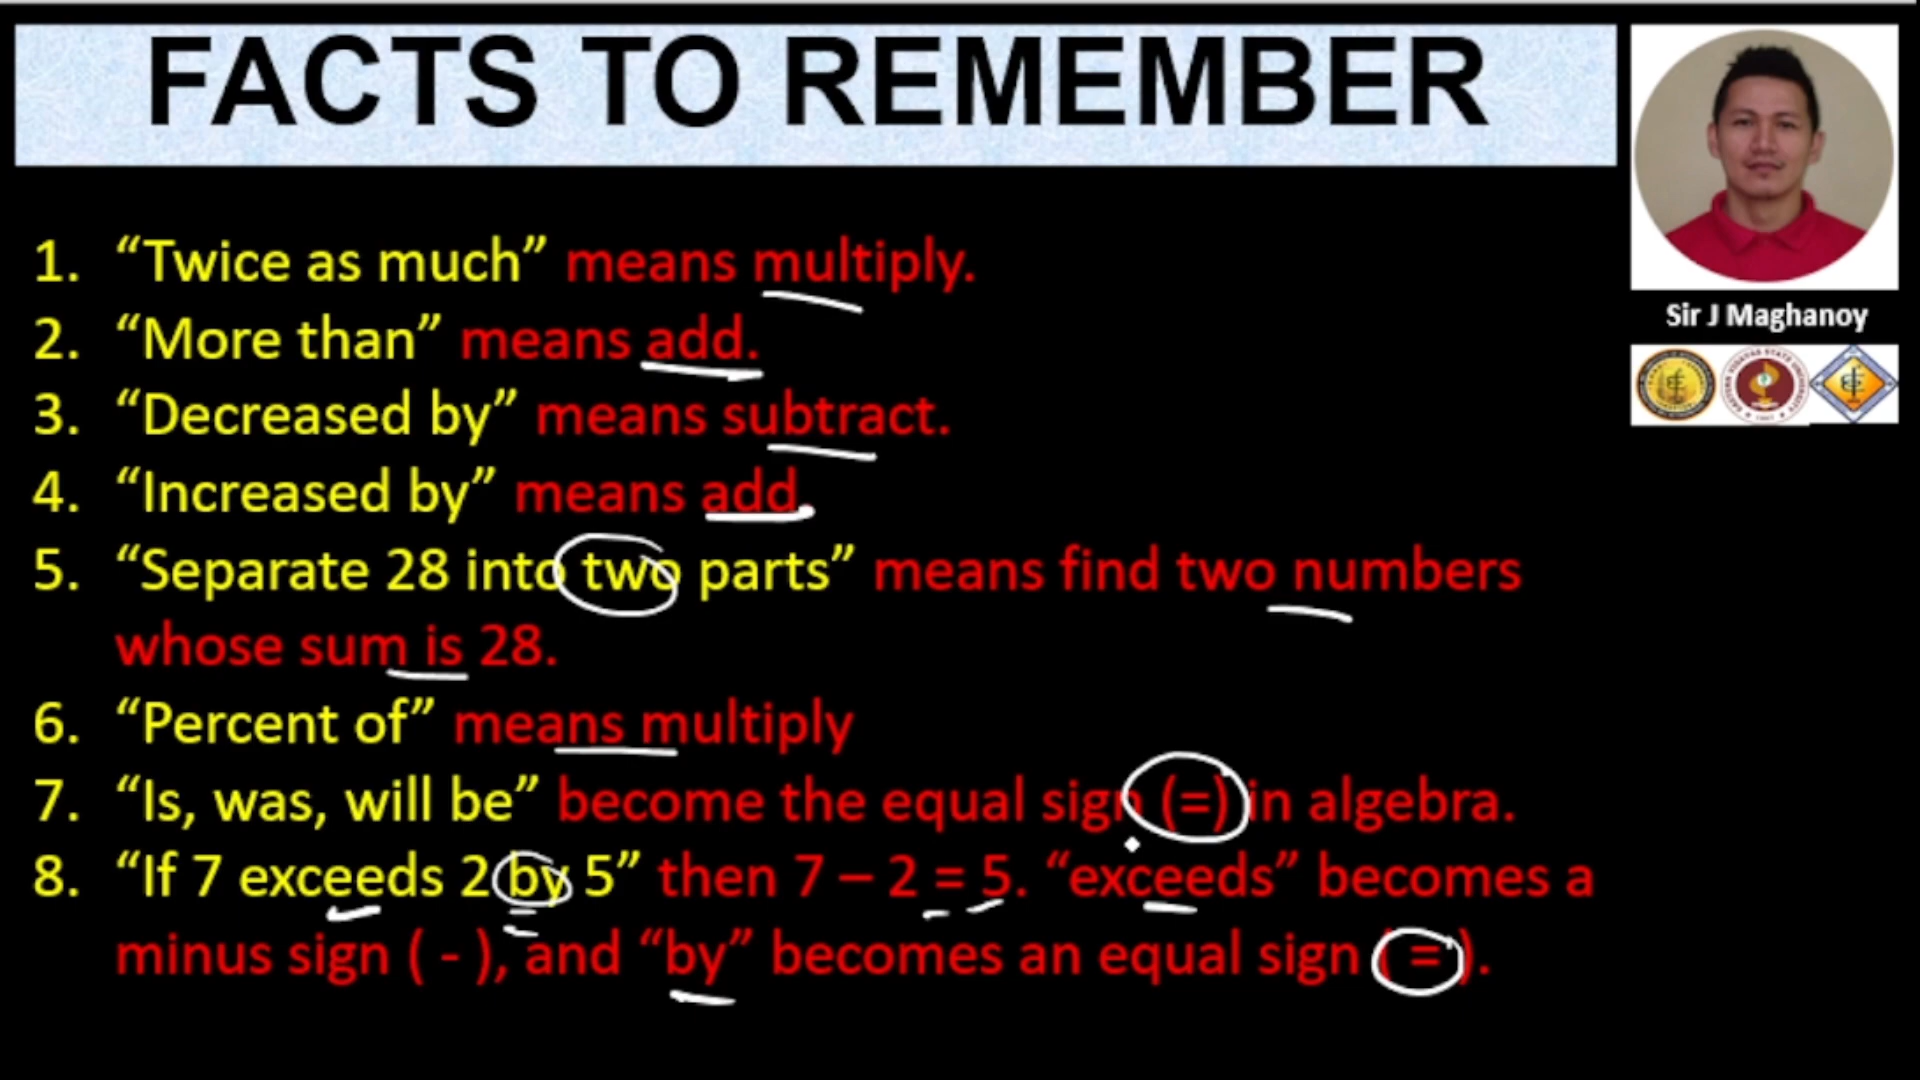 FACTS TO REMEMBER
1. “Twice as much” means multiply.
2. “More than” means add.
3. “Decreased by” means subtract.
4. “Increased by” means add.
5. “Separate 28 into two parts” means find two numbers
whose sum is 28.
6. “Percent of” means multiply
7. “Is, was, will be” become the equal sign (=) in algebra.
8. “If 7 exceeds 2 by 5” then 7 – 2 = 5. “exceeds” becomes a
minus sign ( - ), and “by” becomes an equal sign ( = ).
Sir J Maghanoy